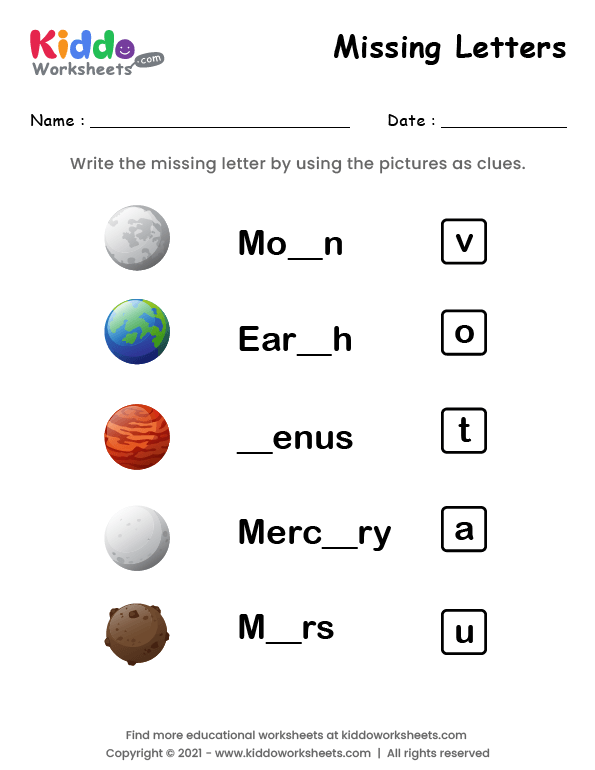 Kiddo
Worksheets.com
Missing Letters
Name : ____________ Date : ____________
Write the missing letter by using the pictures as clues.
Mo__n v
Ear__h o
__enus t
Merc__ry a
M__rs u
Find more educational worksheets at kiddoworksheets.com
Copyright © 2021 - www.kiddoworksheets.com | All rights reserved